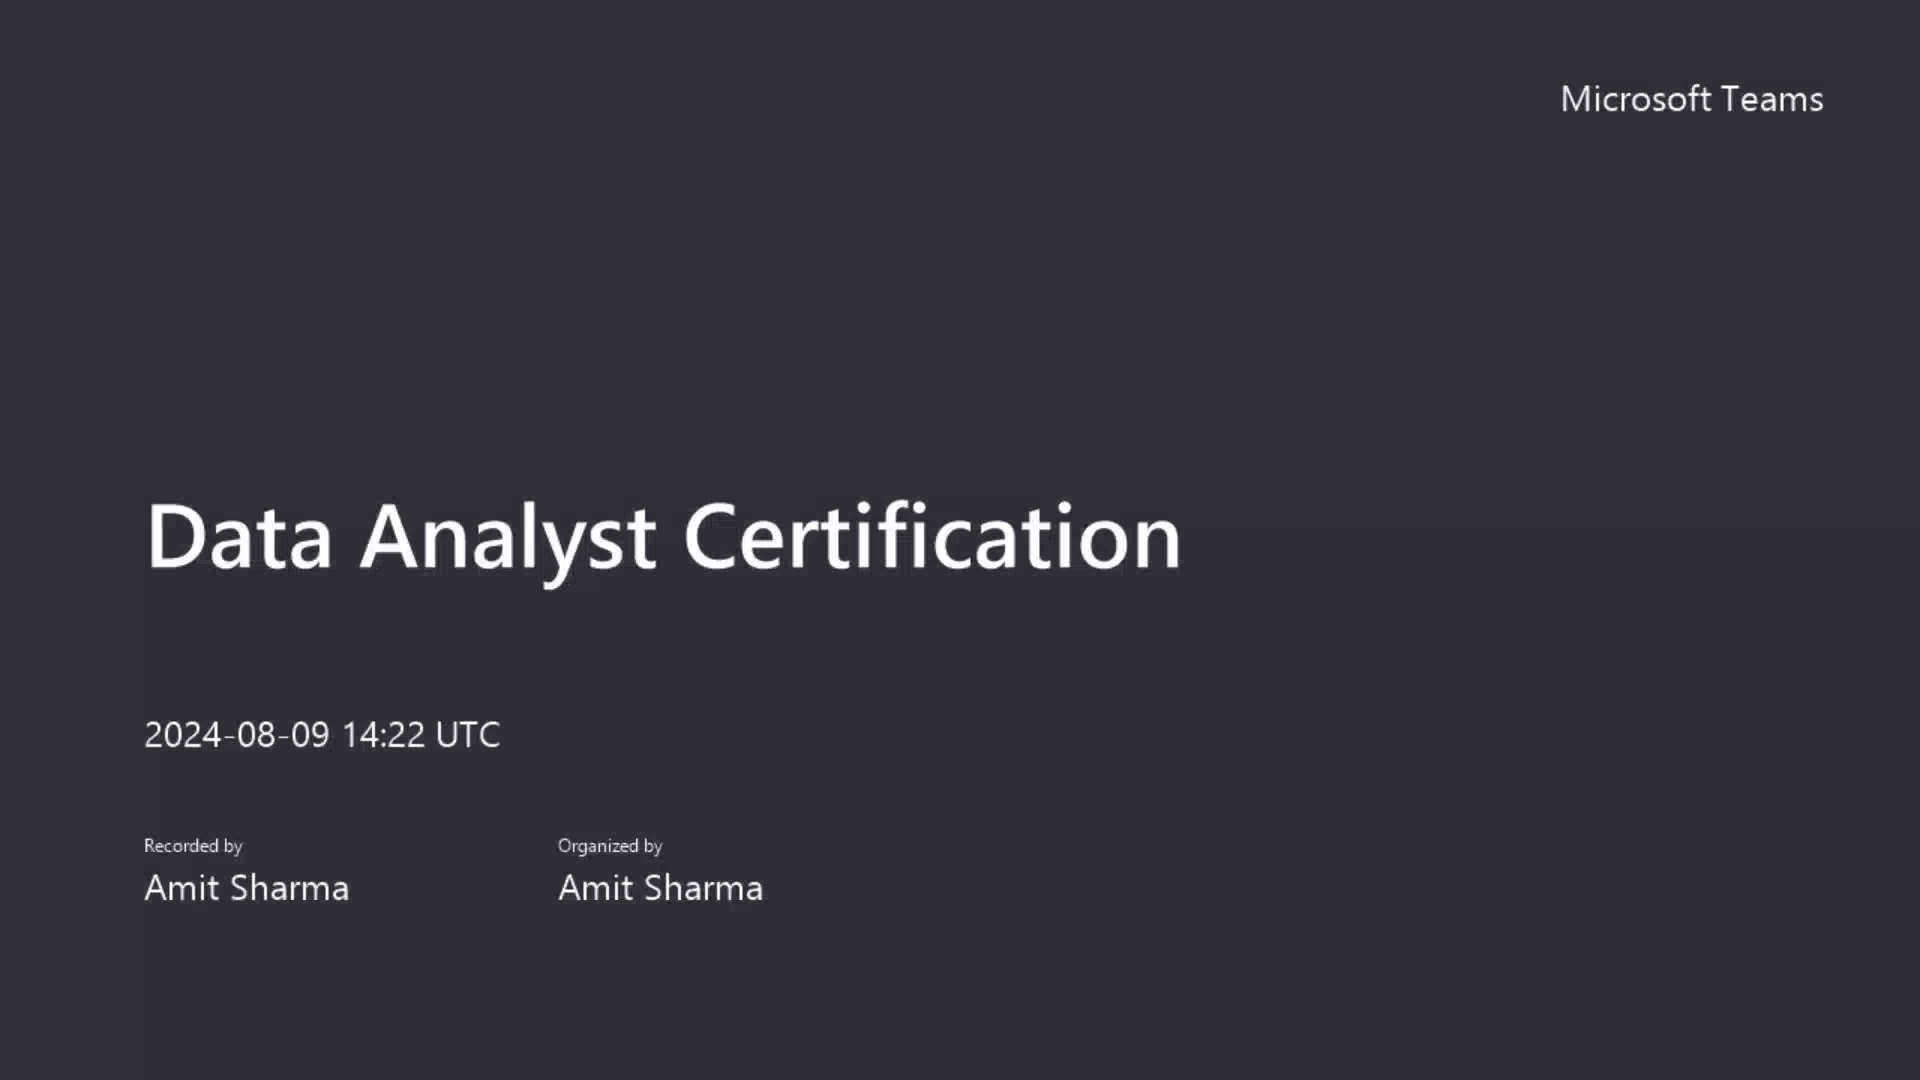 Microsoft Teams
Data Analyst Certification
2024-08-09 14:22 UTC
Recorded by
Amit Sharma
Organized by
Amit Sharma